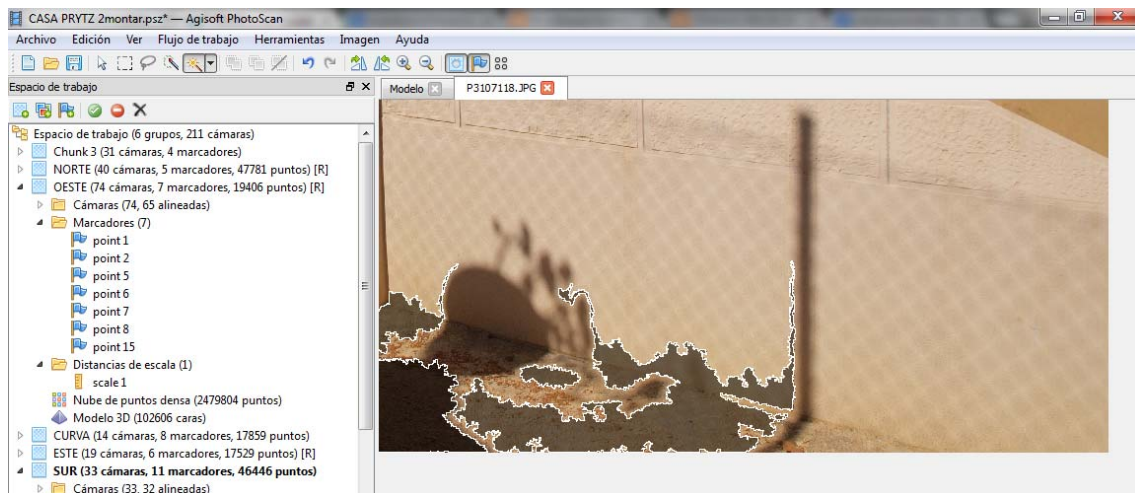 CASA PRYTZ 2montar.psz* — Agisoft PhotoScan
Archivo Edición Ver Flujo de trabajo Herramientas Imagen Ayuda
Espacio de trabajo
Modelo P3107118.JPG
Espacio de trabajo (6 grupos, 211 cámaras)
Chunk 3 (31 cámaras, 4 marcadores)
NORTE (40 cámaras, 5 marcadores, 47781 puntos) [R]
OESTE (74 cámaras, 7 marcadores, 19406 puntos) [R]
Cámaras (74, 65 alineadas)
Marcadores (7)
point 1
point 2
point 5
point 6
point 7
point 8
point 15
Distancias de escala (1)
scale 1
Nube de puntos densa (2479804 puntos)
Modelo 3D (102606 caras)
CURVA (14 cámaras, 8 marcadores, 17859 puntos)
ESTE (19 cámaras, 6 marcadores, 17529 puntos) [R]
SUR (33 cámaras, 11 marcadores, 46446 puntos)
Cámaras (33, 32 alineadas)